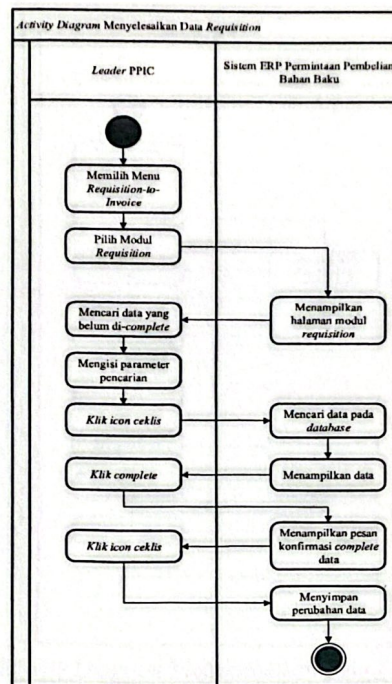 Activity Diagram Menyelesaikan Data Requisition
Leader PPIC
Sistem ERP Permintaan Pembelian
Bahan Baku
Memilih Menu
Requisition-to-
Invoice
Pilih Modul
Requisition
Menampilkan
halaman modul
requisition
Mencari data yang
belum di-complete
Mengisi parameter
pencarian
Klik icon ceklis
Mencari data pada
database
Menampilkan data
Klik complete
Menampilkan pesan
konfirmasi complete
data
Klik icon ceklis
Menyimpan
perubahan data